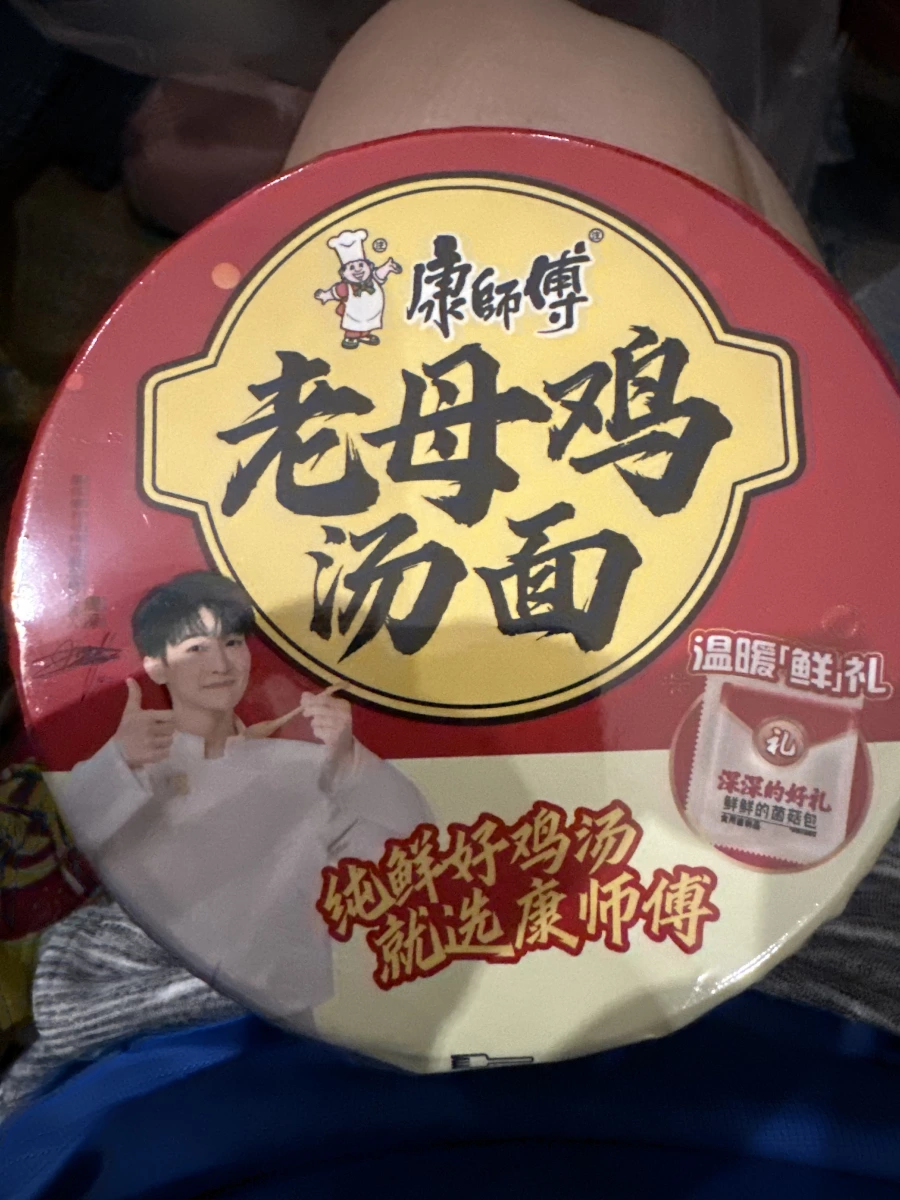 康師傅
老母鸡
汤面
温暖「鲜」礼
礼
深深的好礼
鲜鲜的菌菇包
纯鲜好鸡汤
就选康师傅